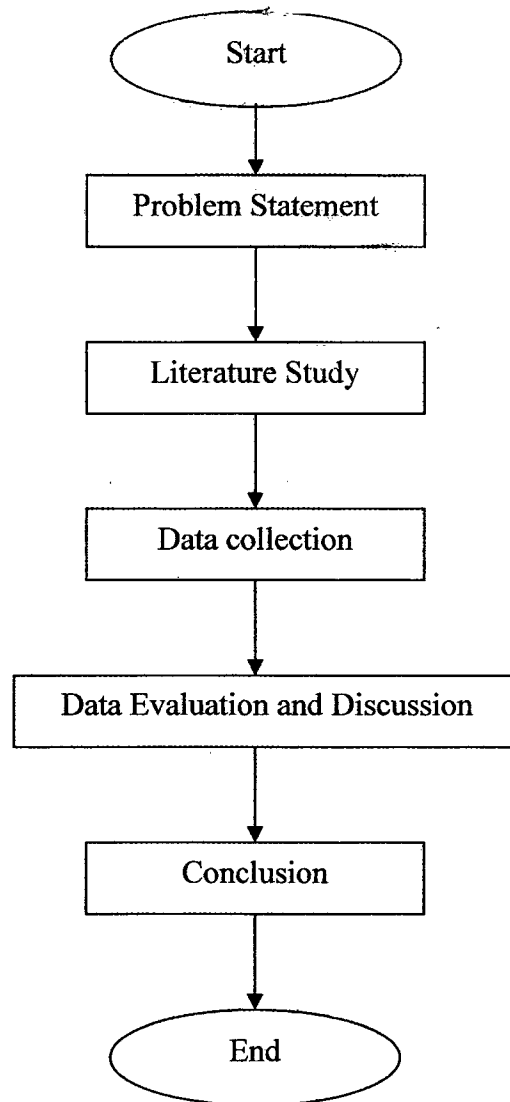 Start
Problem Statement
Literature Study
Data collection
Data Evaluation and Discussion
Conclusion
End